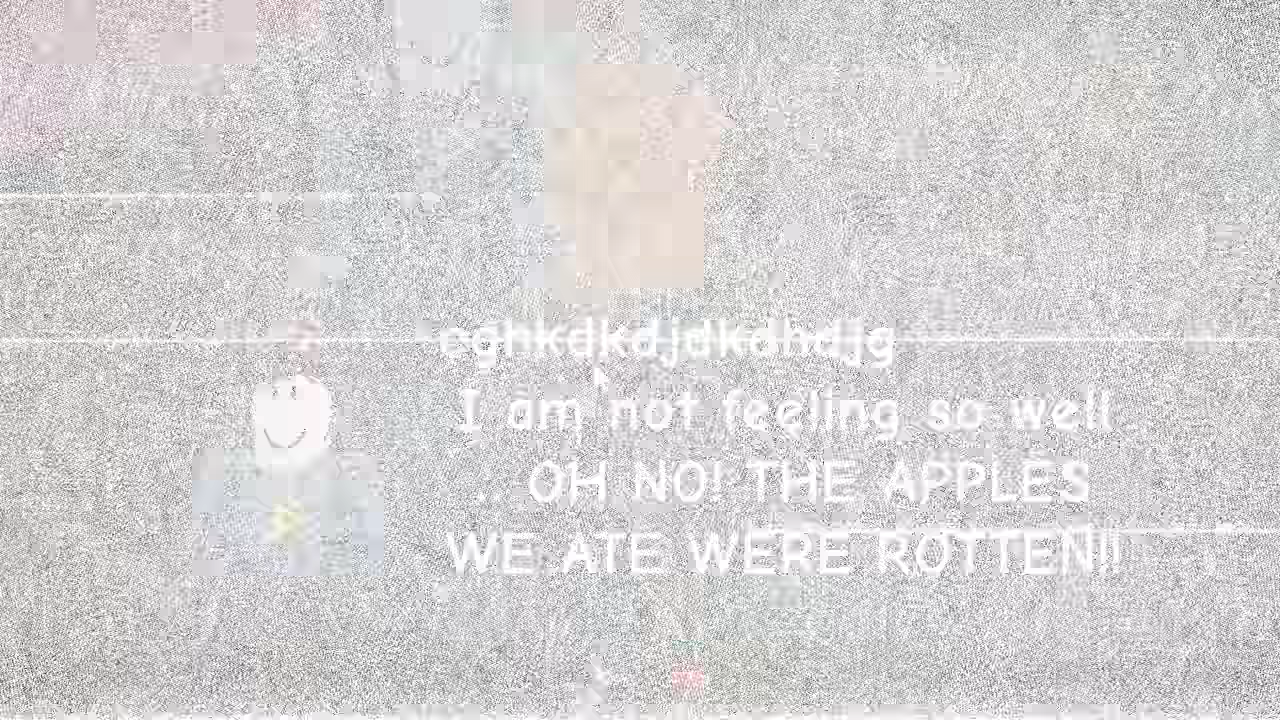 eghkdkdjdkdhdjg
I am not feeling so well
OH NO! THE APPLES
WE ATE WERE ROTTEN!!